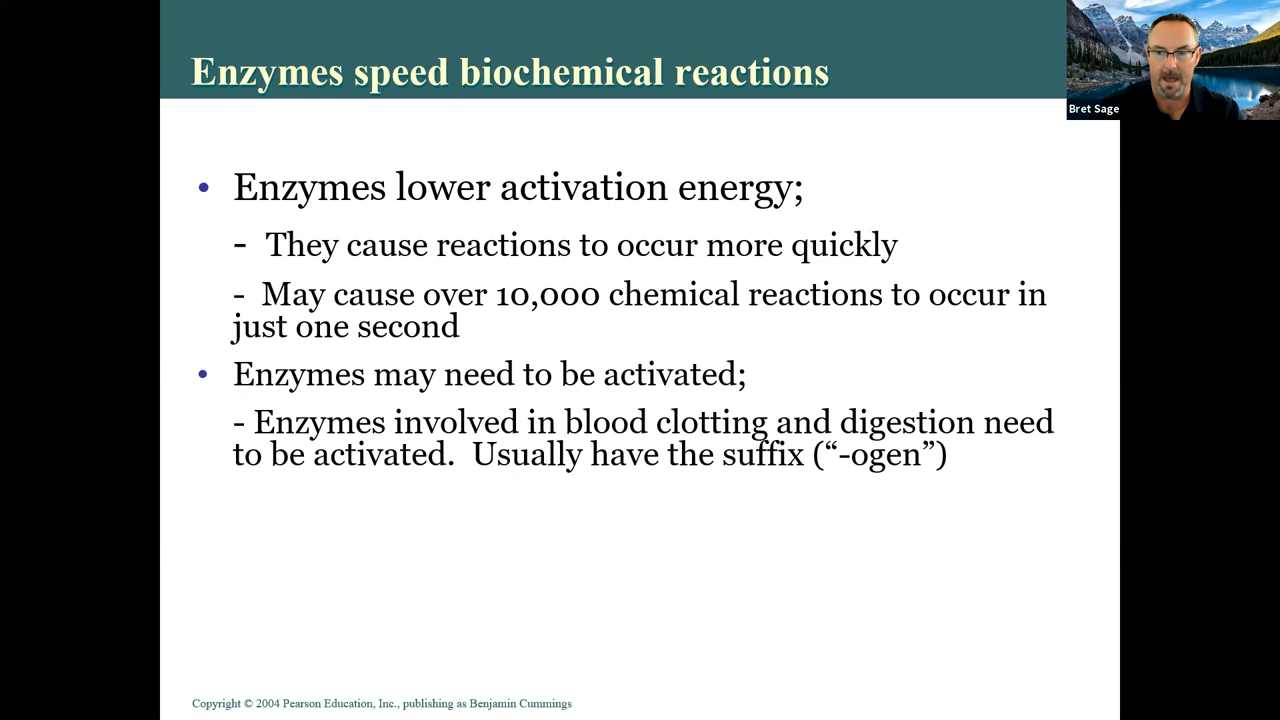 Enzymes speed biochemical reactions
Bret Sage
• Enzymes lower activation energy;
- They cause reactions to occur more quickly
- May cause over 10,000 chemical reactions to occur in
just one second
• Enzymes may need to be activated;
- Enzymes involved in blood clotting and digestion need
to be activated. Usually have the suffix (“-ogen”)
Copyright © 2004 Pearson Education, Inc., publishing as Benjamin Cummings